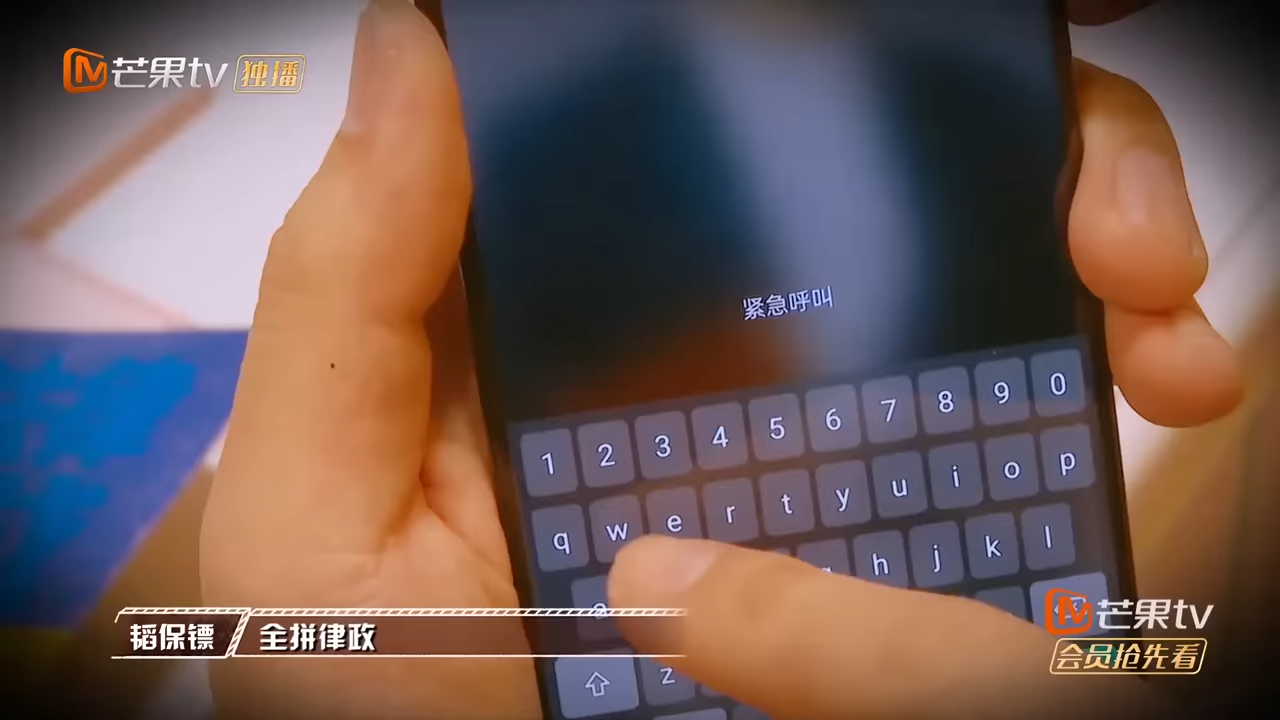 芒果tv 独播
紧急呼叫
1 2 3 4 5 6 7 8 9 0
q w e r t y u i o p
a h j k l
z
韬保镖 全拼律政
芒果tv
会员抢先看